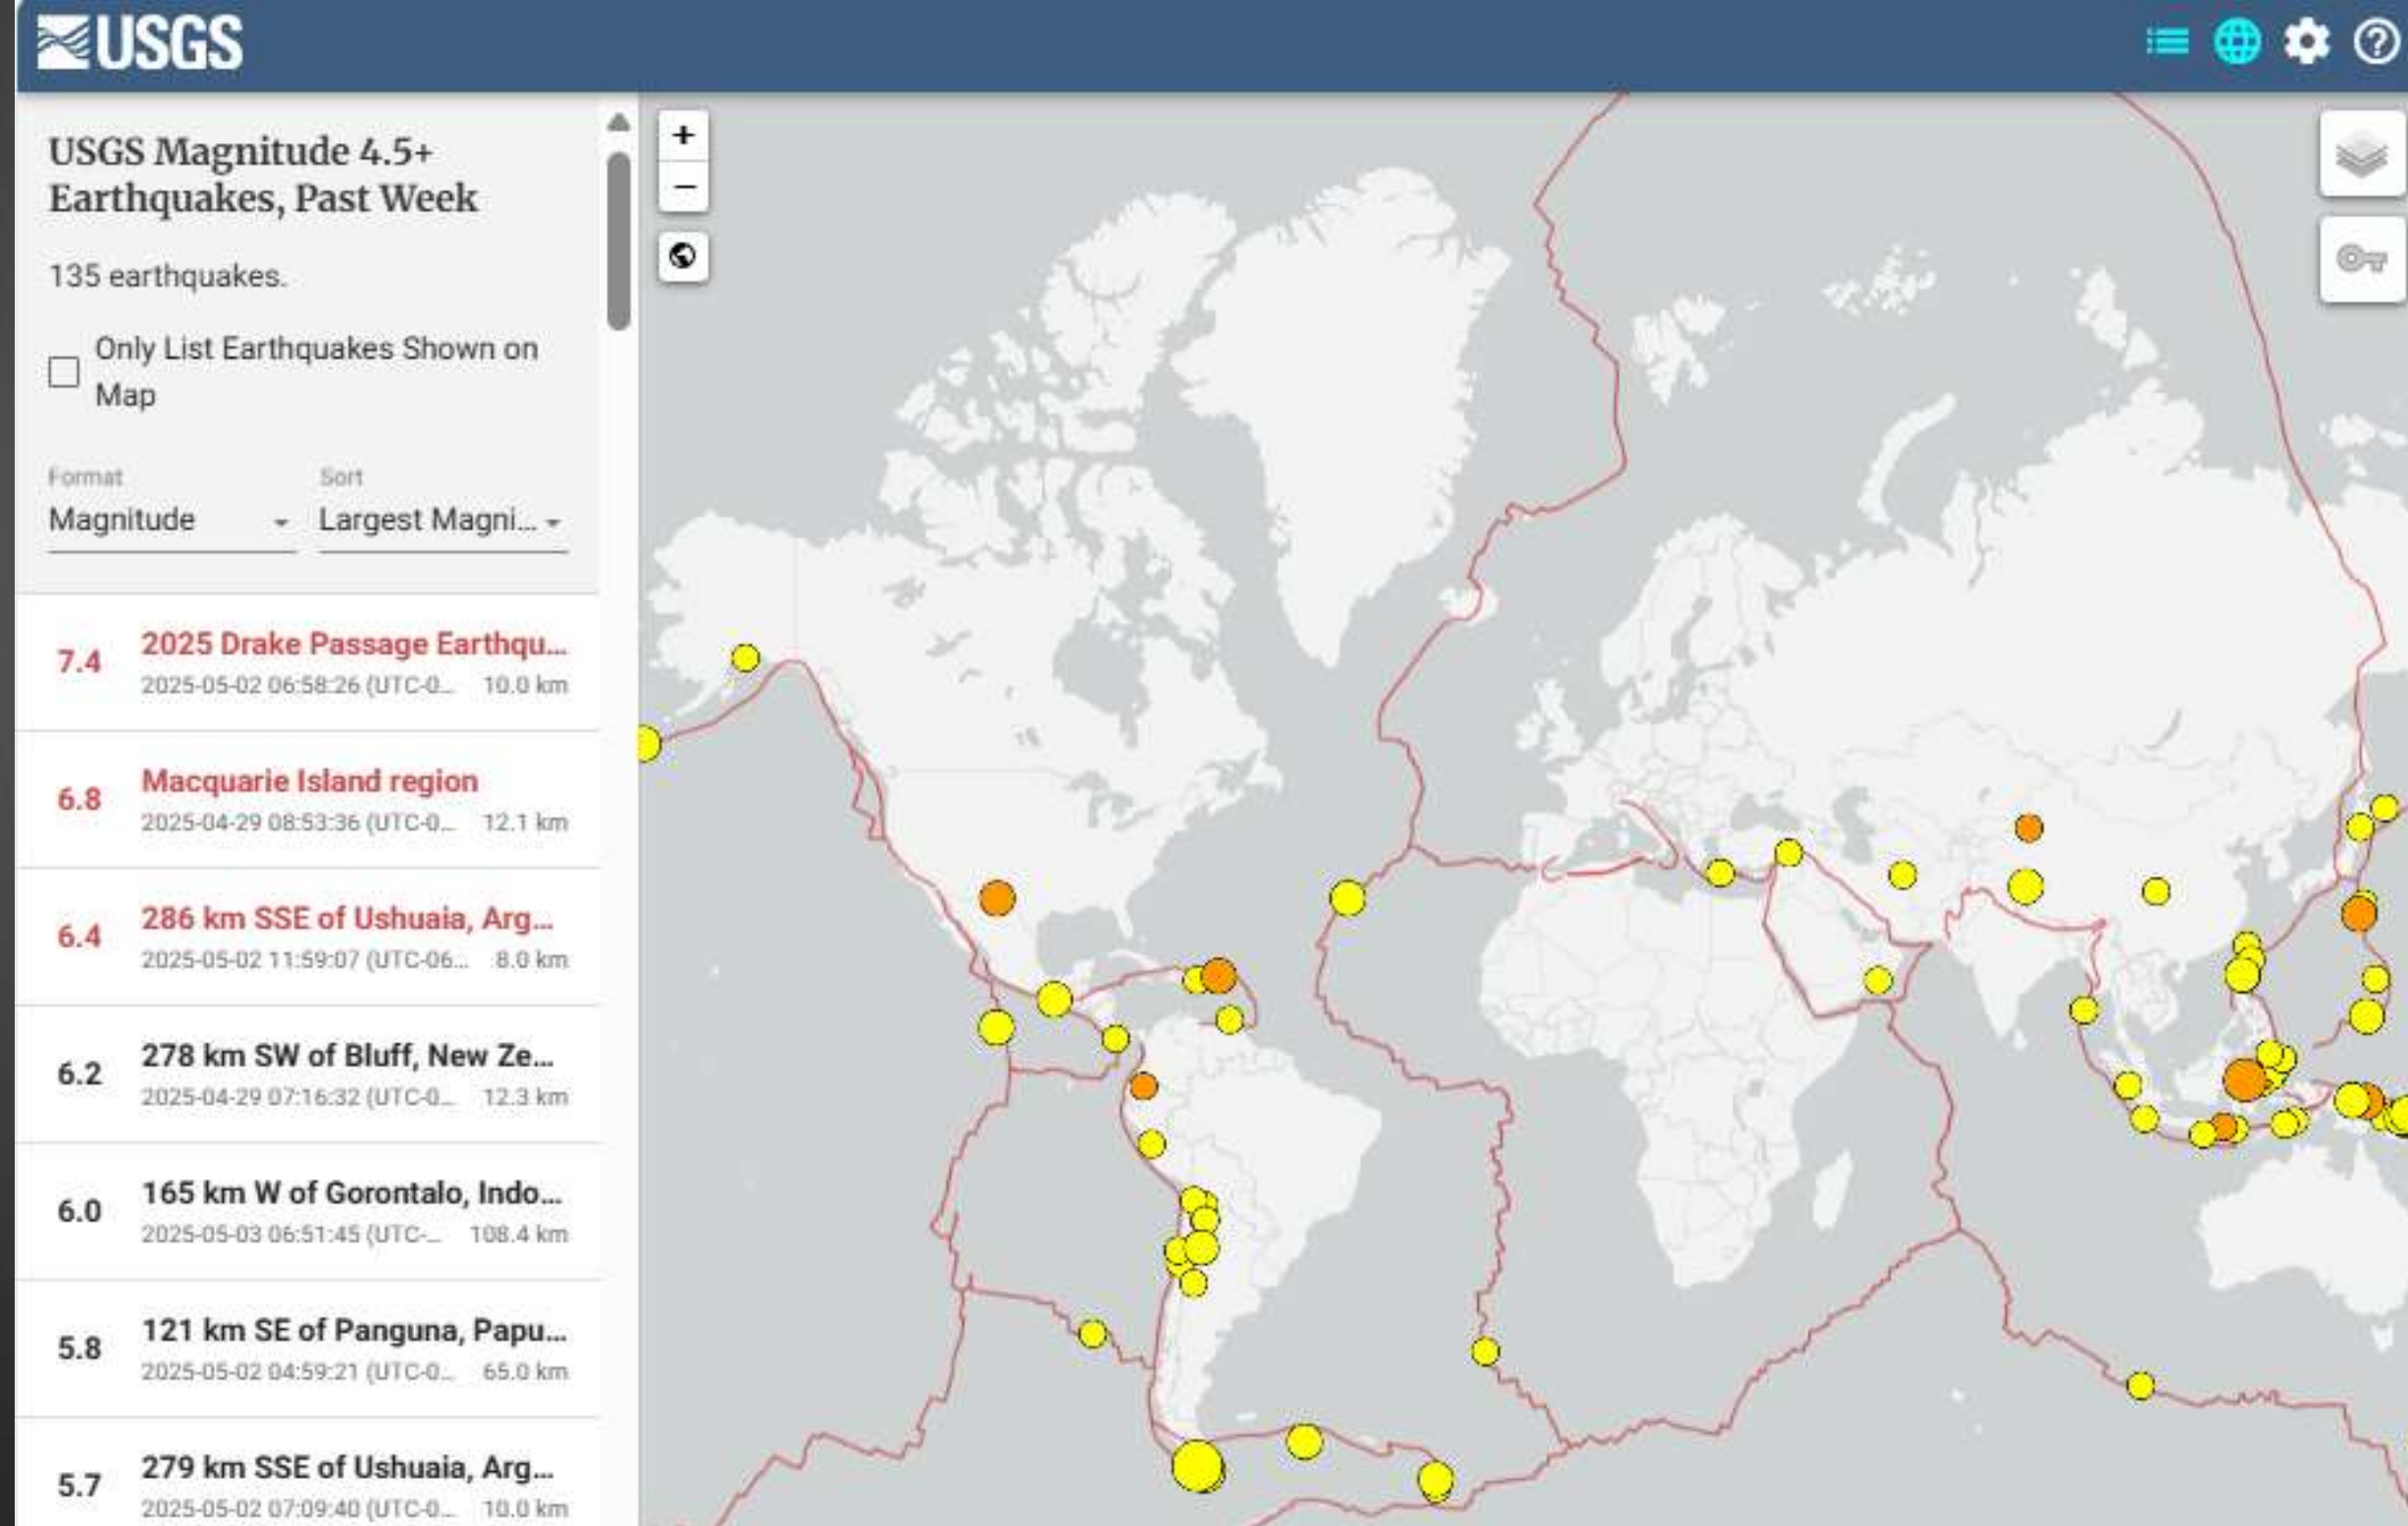 USGS
USGS Magnitude 4.5+
Earthquakes, Past Week
135 earthquakes.
Only List Earthquakes Shown on
Map
Format
Sort
Magnitude
Largest Magni...
7.4
2025 Drake Passage Earthqu...
2025-05-02 06:58:26 (UTC-0... 10.0 km
6.8
Macquarie Island region
2025-04-29 08:53:36 (UTC-0... 12.1 km
6.4
286 km SSE of Ushuaia, Arg...
2025-05-02 11:59:07 (UTC-06... 8.0 km
6.2
278 km SW of Bluff, New Ze...
2025-04-29 07:16:32 (UTC-0... 12.3 km
6.0
165 km W of Gorontalo, Indo...
2025-05-03 06:51:45 (UTC-... 108.4 km
5.8
121 km SE of Panguna, Papu...
2025-05-02 04:59:21 (UTC-0... 65.0 km
5.7
279 km SSE of Ushuaia, Arg...
2025-05-02 07:09:40 (UTC-0... 10.0 km
+
−